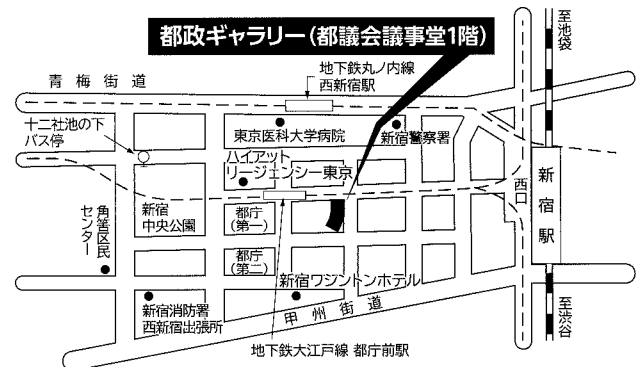 都政ギャラリー(都議会議事堂1階)
至池袋
地下鉄丸ノ内線
西新宿駅
青梅街道
十二社池の下
バス停
東京医科大学病院
新宿警察署
ハイアット
リージェンシー東京
西口
新宿駅
新宿
中央公園
都庁
(第一)
角筈区民
センター
都庁
(第二)
新宿ワシントンホテル
新宿消防署
西新宿出張所
甲州街道
至渋谷
地下鉄大江戸線 都庁前駅